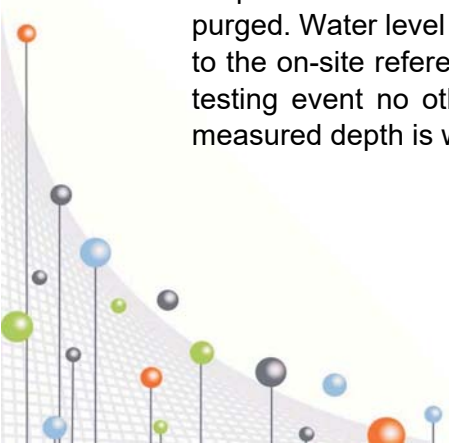 purged. Water level
to the on-site refere
testing event no oth
measured depth is w